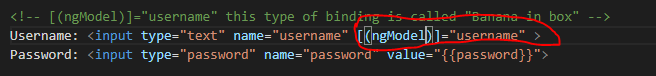 <!-- [(ngModel)]="username" this type of binding is called "Banana in box" -->
Username: <input type="text" name="username" [(ngModel)]="username" >
Password: <input type="password" name="password" value="{{password}}">